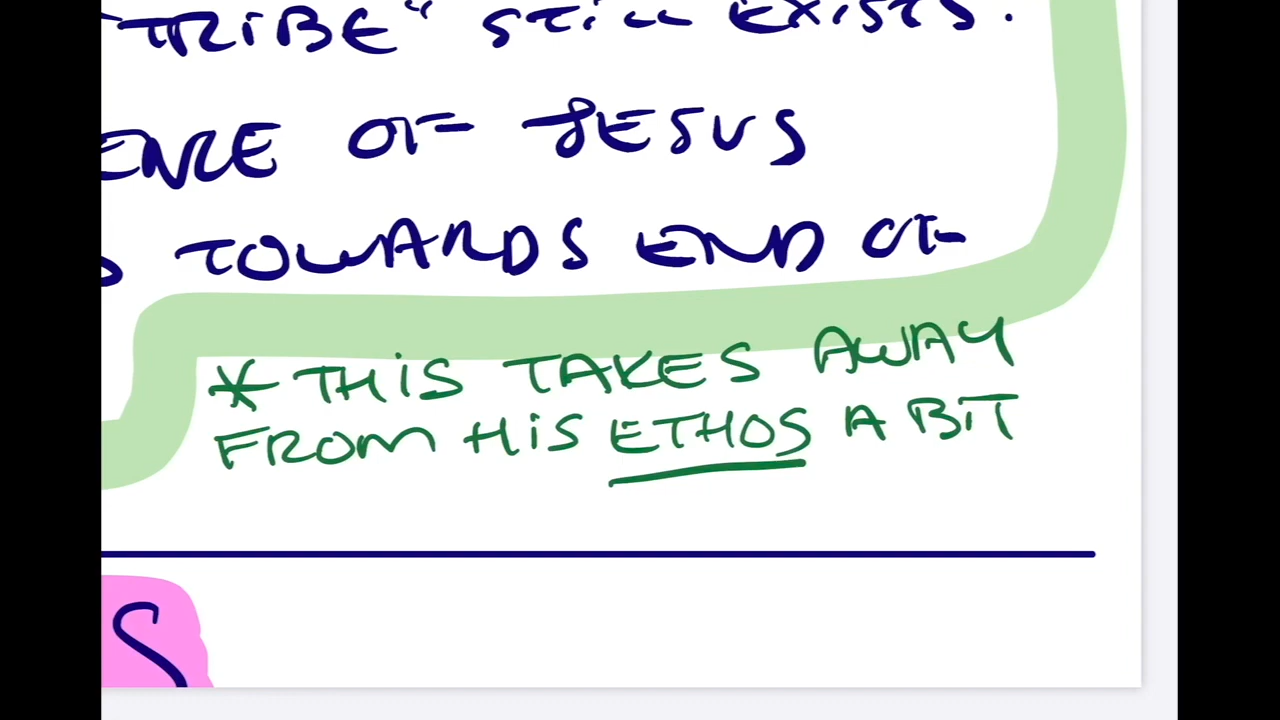 "TRIBE" STILL EXISTS.
ENCE OF JESUS
TOWARDS END OF
* THIS TAKES AWAY
FROM HIS ETHOS A BIT
S